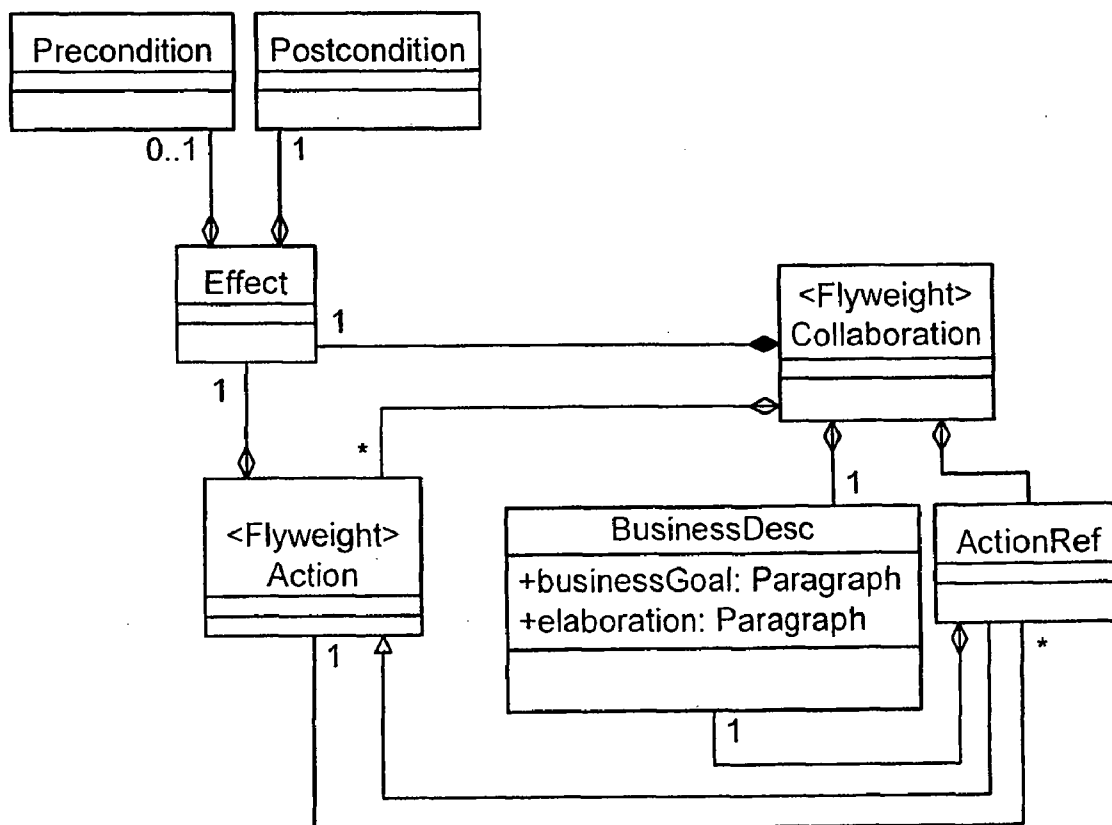 Precondition
Postcondition
0..1
1
Effect
1
1
<Flyweight>
Collaboration
*
1
<Flyweight>
Action
1
BusinessDesc
+businessGoal: Paragraph
+elaboration: Paragraph
1
ActionRef
*